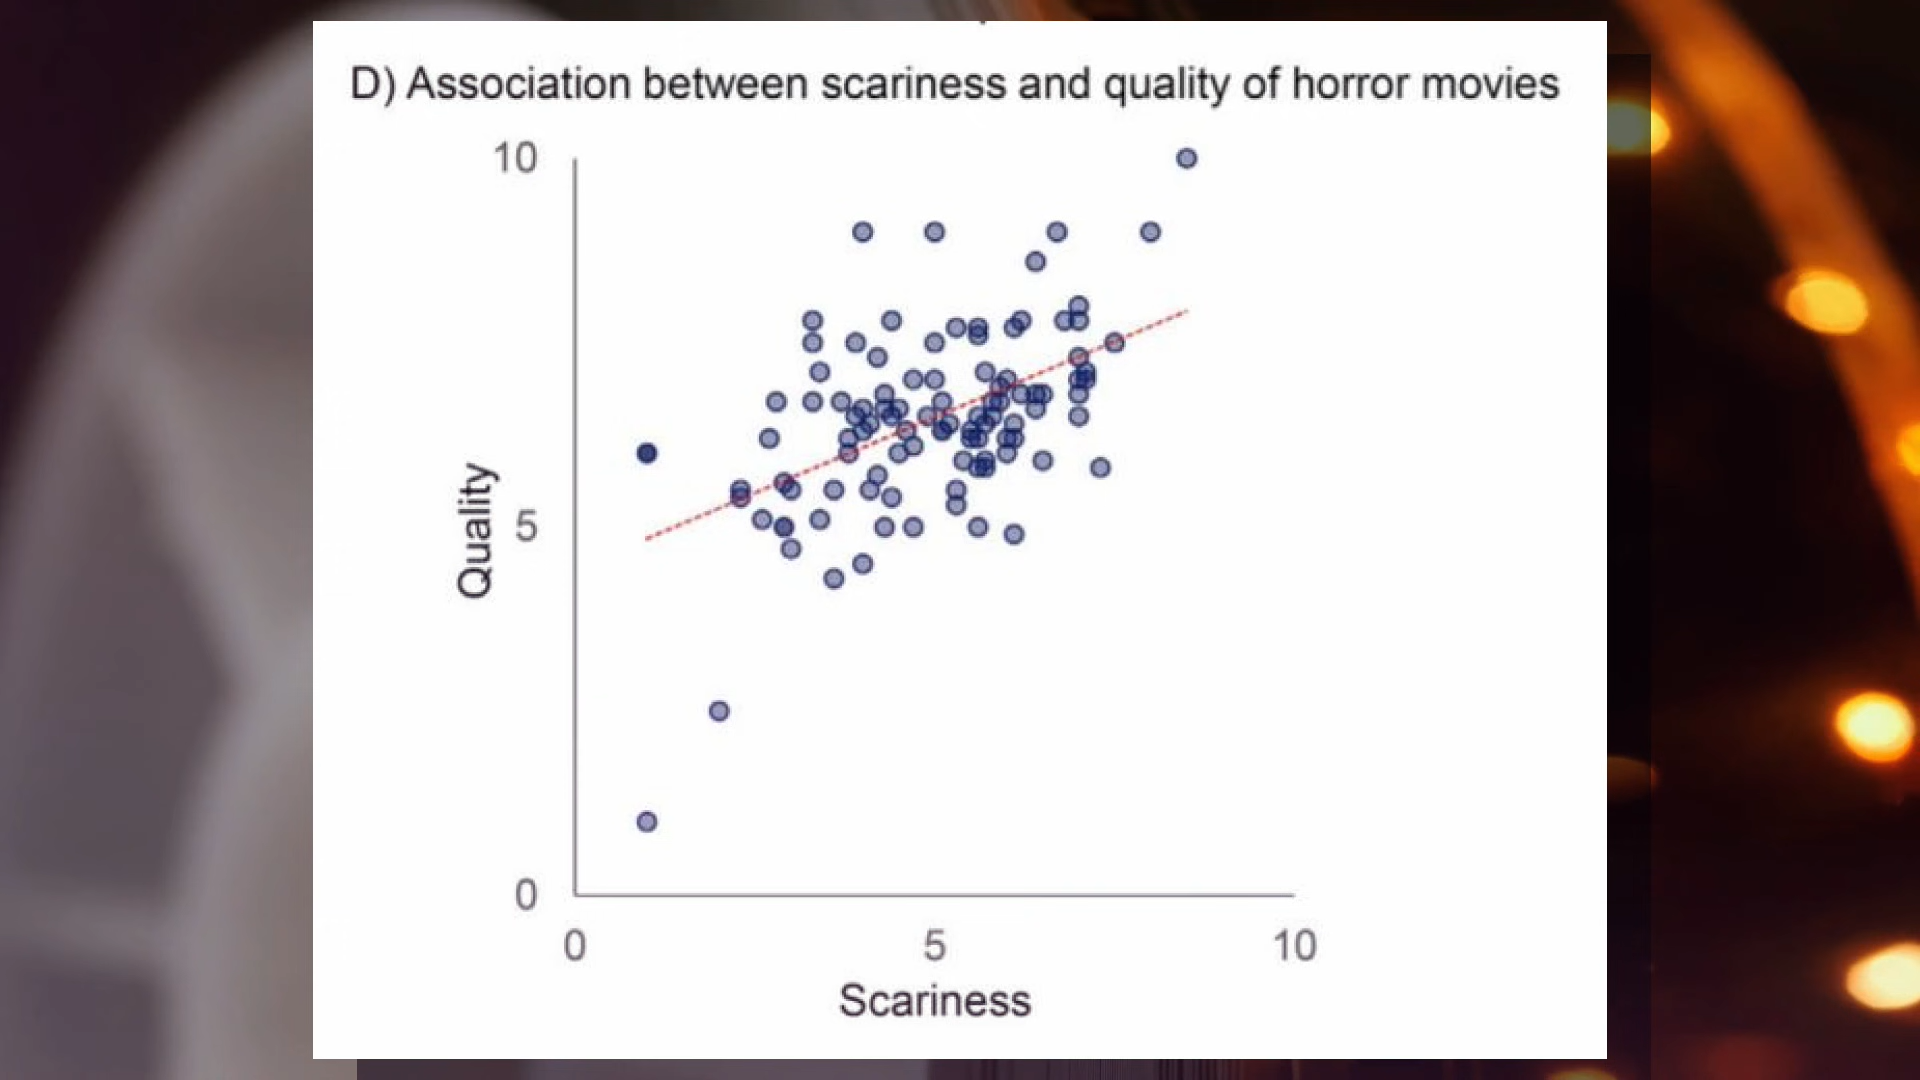 D) Association between scariness and quality of horror movies
10
5
0
Quality
0 5 10
Scariness